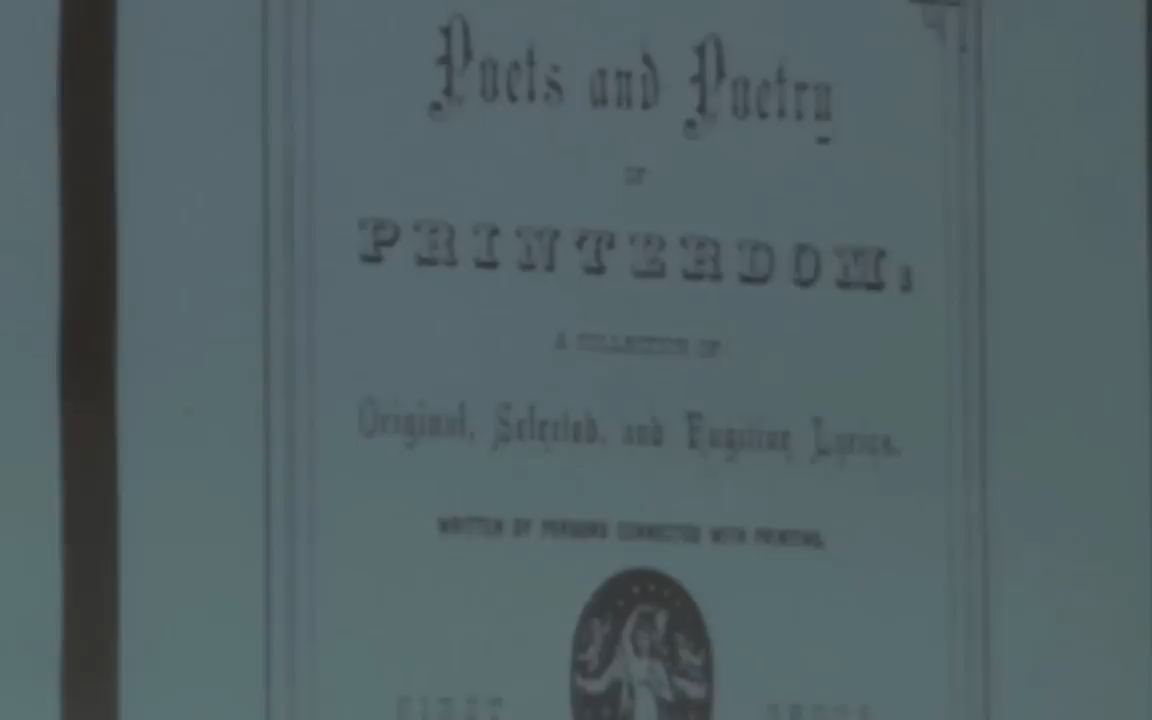 Poets and Poetry
OF
PRINTERDOM:
A COLLECTION OF
Original, Selected, and Fugitive Lyrics,
WRITTEN BY PERSONS CONNECTED WITH PRINTING.